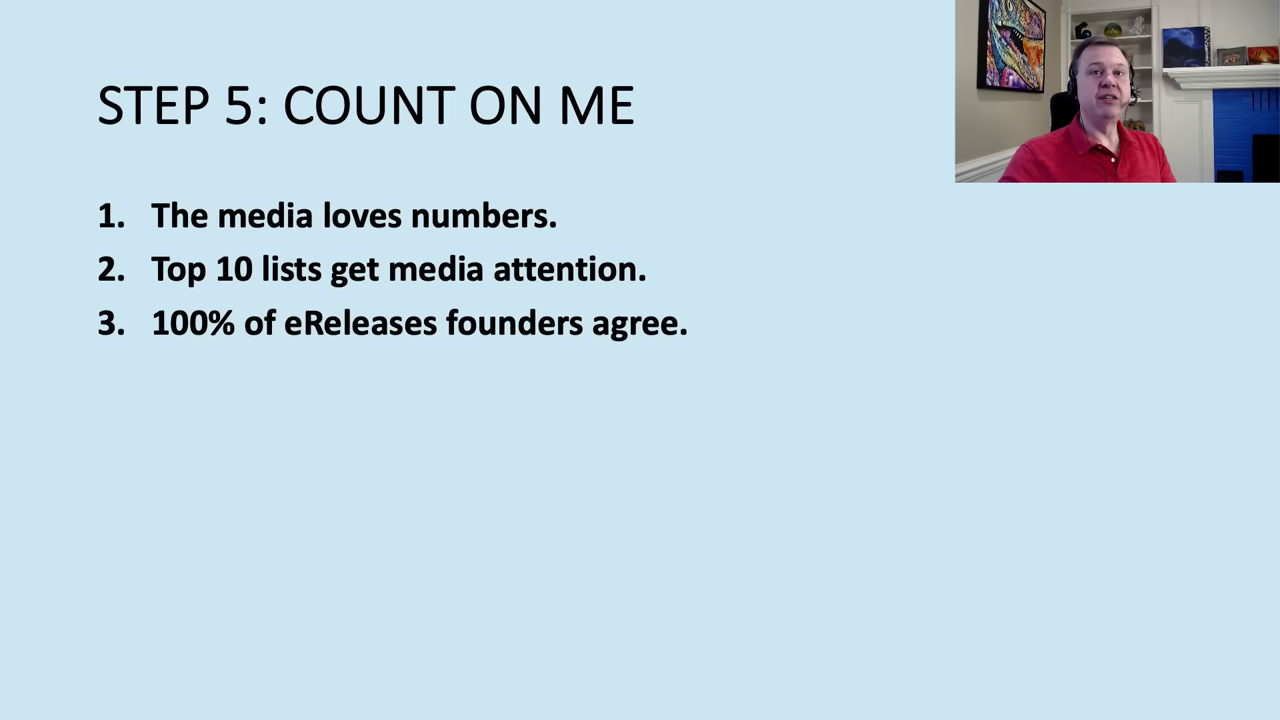 STEP 5: COUNT ON ME
1. The media loves numbers.
2. Top 10 lists get media attention.
3. 100% of eReleases founders agree.